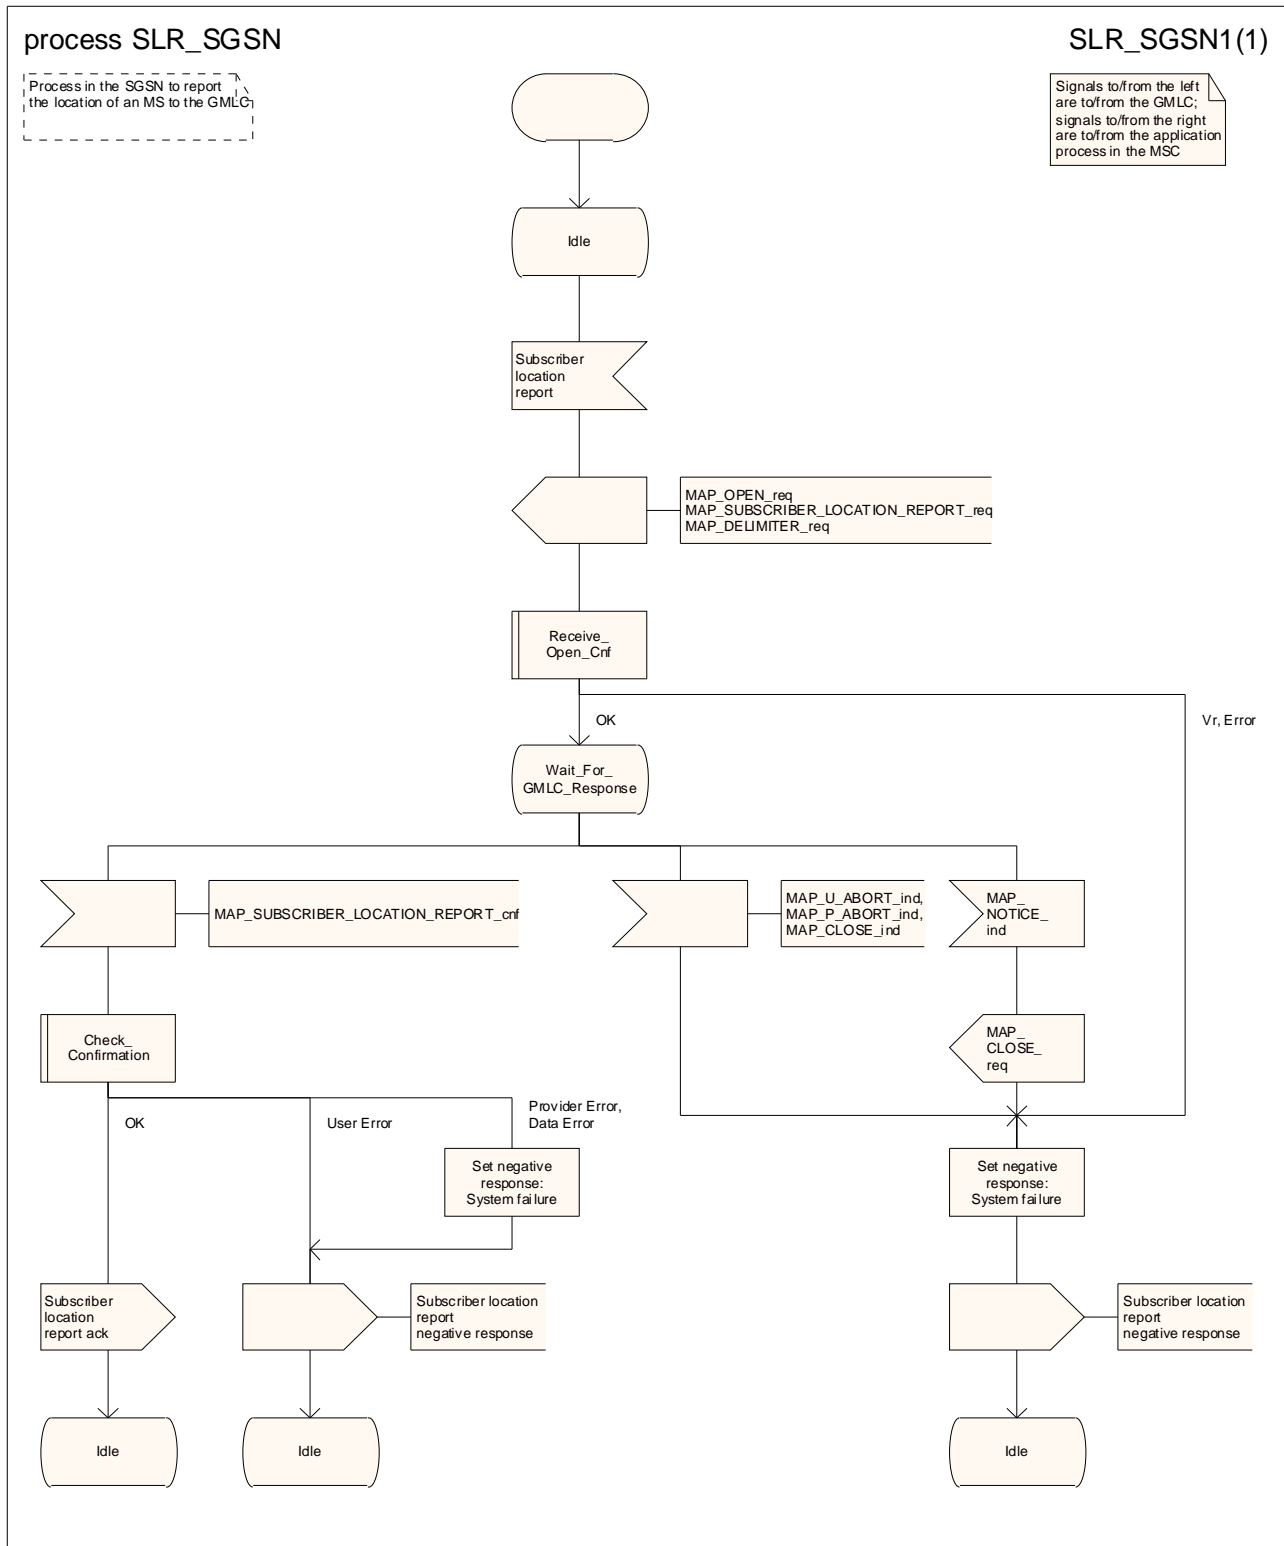 process SLR_SGSN
SLR_SGSN1(1)
Process in the SGSN to report
the location of an MS to the GMLC
Signals to/from the left
are to/from the GMLC;
signals to/from the right
are to/from the application
process in the MSC
Idle
Subscriber
location
report
MAP_OPEN_req
MAP_SUBSCRIBER_LOCATION_REPORT_req
MAP_DELIMITER_req
Receive_
Open_Cnf
OK
Vr, Error
Wait_For_
GMLC_Response
MAP_SUBSCRIBER_LOCATION_REPORT_cnf
MAP_U_ABORT_ind,
MAP_P_ABORT_ind,
MAP_CLOSE_ind
MAP_
NOTICE_
ind
Check_
Confirmation
MAP_
CLOSE_
req
OK
User Error
Provider Error,
Data Error
Set negative
response:
System failure
Set negative
response:
System failure
Subscriber
location
report ack
Subscriber location
report
negative response
Subscriber location
report
negative response
Idle
Idle
Idle